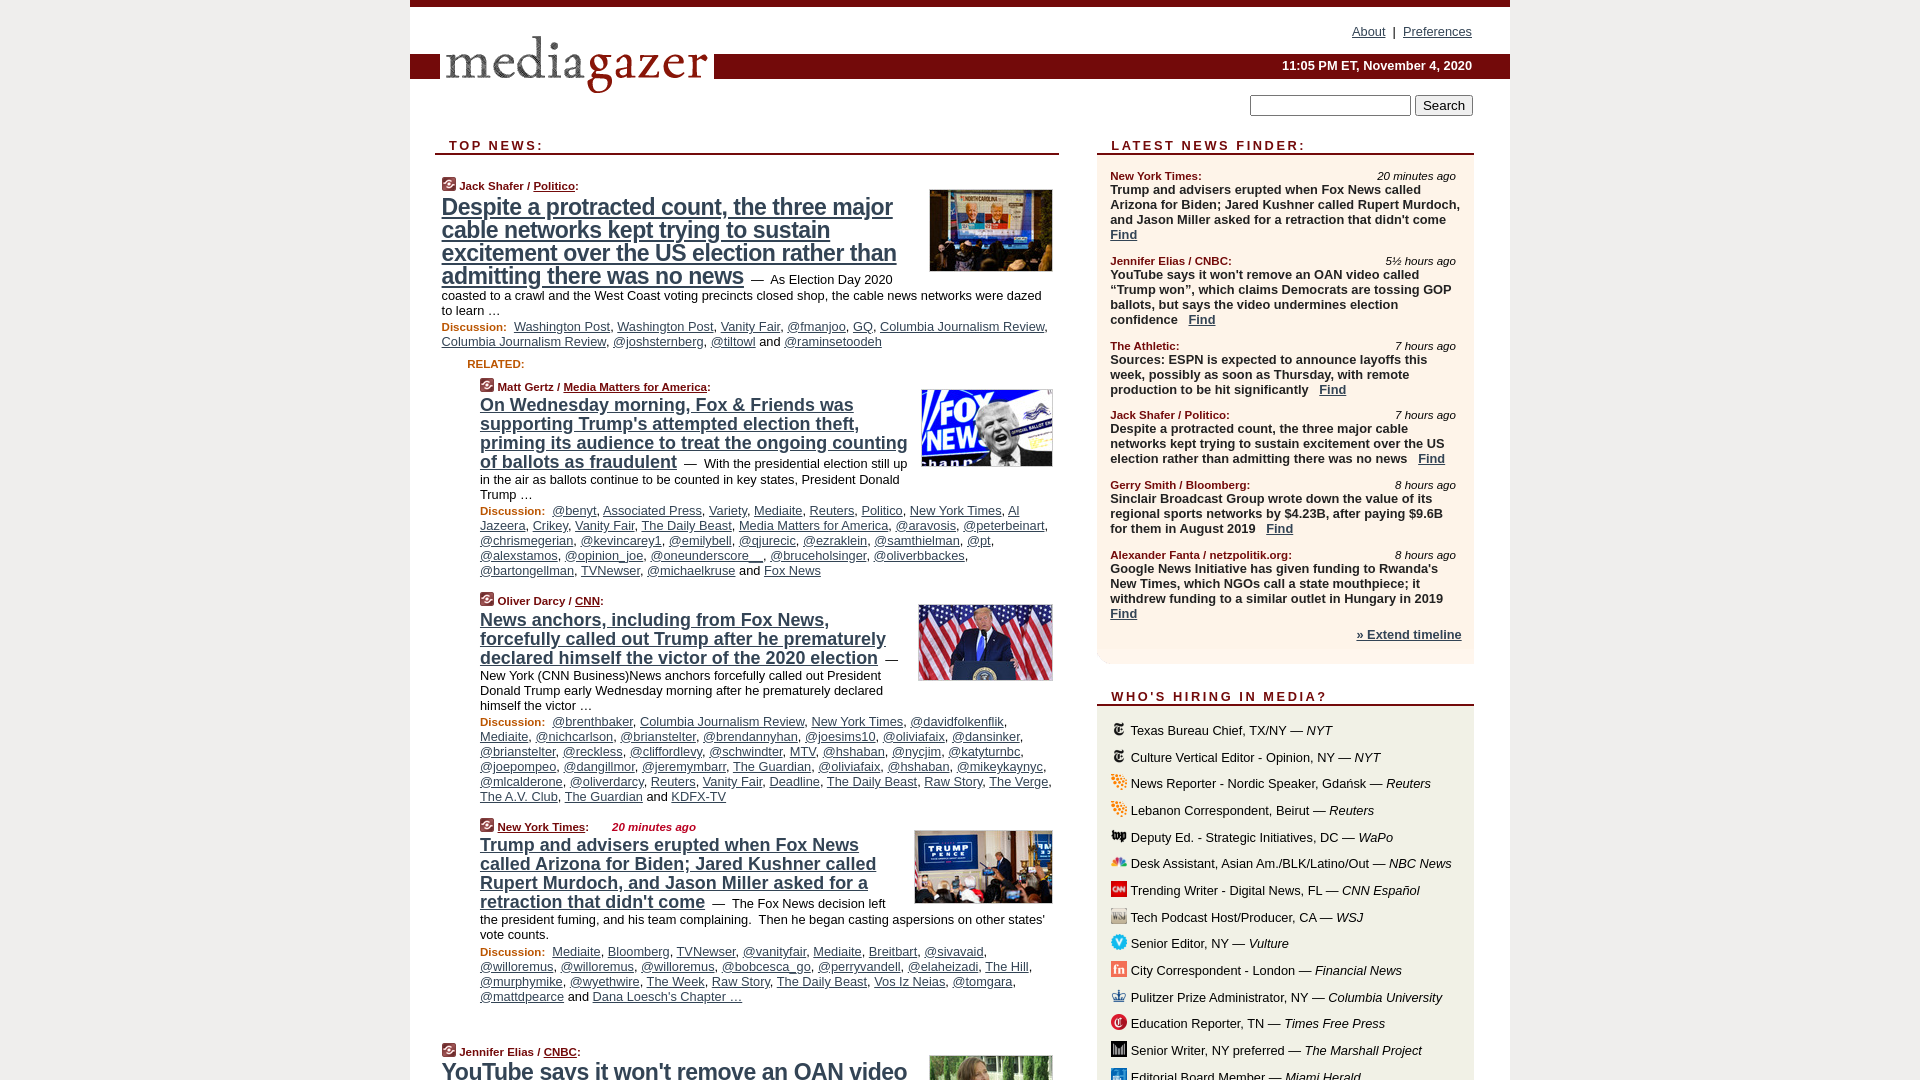 About | Preferences
mediagazer
11:05 PM ET, November 4, 2020
Search
TOP NEWS:
Jack Shafer / Politico:
Despite a protracted count, the three major
cable networks kept trying to sustain
excitement over the US election rather than
admitting there was no news — As Election Day 2020
coasted to a crawl and the West Coast voting precincts closed shop, the cable news networks were dazed
to learn …
Discussion: Washington Post, Washington Post, Vanity Fair, @fmanjoo, GQ, Columbia Journalism Review,
Columbia Journalism Review, @joshsternberg, @tiltowl and @raminsetoodeh
RELATED:
Matt Gertz / Media Matters for America:
On Wednesday morning, Fox & Friends was
supporting Trump's attempted election theft,
priming its audience to treat the ongoing counting
of ballots as fraudulent — With the presidential election still up
in the air as ballots continue to be counted in key states, President Donald
Trump …
Discussion: @benyt, Associated Press, Variety, Mediaite, Reuters, Politico, New York Times, Al
Jazeera, Crikey, Vanity Fair, The Daily Beast, Media Matters for America, @aravosis, @peterbeinart,
@chrismegerian, @kevincarey1, @emilybell, @qjurecic, @ezraklein, @samthielman, @pt,
@alexstamos, @opinion_joe, @oneunderscore__, @bruceholsinger, @oliverbbackes,
@bartongellman, TVNewser, @michaelkruse and Fox News
Oliver Darcy / CNN:
News anchors, including from Fox News,
forcefully called out Trump after he prematurely
declared himself the victor of the 2020 election —
New York (CNN Business)News anchors forcefully called out President
Donald Trump early Wednesday morning after he prematurely declared
himself the victor …
Discussion: @brenthbaker, Columbia Journalism Review, New York Times, @davidfolkenflik,
Mediaite, @nichcarlson, @brianstelter, @brendannyhan, @joesims10, @oliviafaix, @dansinker,
@brianstelter, @reckless, @cliffordlevy, @schwindter, MTV, @hshaban, @nycjim, @katyturnbc,
@joepompeo, @dangillmor, @jeremymbarr, The Guardian, @oliviafaix, @hshaban, @mikeykaynyc,
@mlcalderone, @oliverdarcy, Reuters, Vanity Fair, Deadline, The Daily Beast, Raw Story, The Verge,
The A.V. Club, The Guardian and KDFX-TV
New York Times: 20 minutes ago
Trump and advisers erupted when Fox News
called Arizona for Biden; Jared Kushner called
Rupert Murdoch, and Jason Miller asked for a
retraction that didn't come — The Fox News decision left
the president fuming, and his team complaining. Then he began casting aspersions on other states'
vote counts.
Discussion: Mediaite, Bloomberg, TVNewser, @vanityfair, Mediaite, Breitbart, @sivavaid,
@willoremus, @willoremus, @willoremus, @bobcesca_go, @perryvandell, @elaheizadi, The Hill,
@murphymike, @wyethwire, The Week, Raw Story, The Daily Beast, Vos Iz Neias, @tomgara,
@mattdpearce and Dana Loesch's Chapter …
Jennifer Elias / CNBC:
YouTube says it won't remove an OAN video
LATEST NEWS FINDER:
New York Times: 20 minutes ago
Trump and advisers erupted when Fox News called
Arizona for Biden; Jared Kushner called Rupert Murdoch,
and Jason Miller asked for a retraction that didn't come
Find
Jennifer Elias / CNBC: 5½ hours ago
YouTube says it won't remove an OAN video called
“Trump won”, which claims Democrats are tossing GOP
ballots, but says the video undermines election
confidence Find
The Athletic: 7 hours ago
Sources: ESPN is expected to announce layoffs this
week, possibly as soon as Thursday, with remote
production to be hit significantly Find
Jack Shafer / Politico: 7 hours ago
Despite a protracted count, the three major cable
networks kept trying to sustain excitement over the US
election rather than admitting there was no news Find
Gerry Smith / Bloomberg: 8 hours ago
Sinclair Broadcast Group wrote down the value of its
regional sports networks by $4.23B, after paying $9.6B
for them in August 2019 Find
Alexander Fanta / netzpolitik.org: 8 hours ago
Google News Initiative has given funding to Rwanda's
New Times, which NGOs call a state mouthpiece; it
withdrew funding to a similar outlet in Hungary in 2019
Find
» Extend timeline
WHO'S HIRING IN MEDIA?
Texas Bureau Chief, TX/NY — NYT
Culture Vertical Editor - Opinion, NY — NYT
News Reporter - Nordic Speaker, Gdańsk — Reuters
Lebanon Correspondent, Beirut — Reuters
Deputy Ed. - Strategic Initiatives, DC — WaPo
Desk Assistant, Asian Am./BLK/Latino/Out — NBC News
Trending Writer - Digital News, FL — CNN Español
Tech Podcast Host/Producer, CA — WSJ
Senior Editor, NY — Vulture
City Correspondent - London — Financial News
Pulitzer Prize Administrator, NY — Columbia University
Education Reporter, TN — Times Free Press
Senior Writer, NY preferred — The Marshall Project
Editorial Board Member — Miami Herald